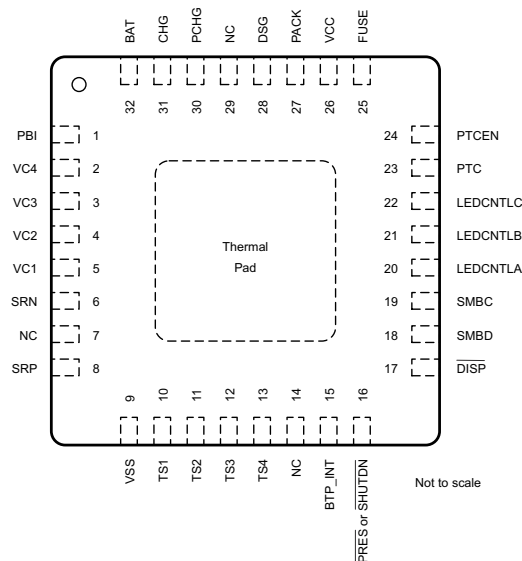 BAT CHG PCHG NC DSG PACK VCC FUSE
32 31 30 29 28 27 26 25
PBI 1 24 PTCEN
VC4 2 23 PTC
VC3 3 22 LEDCNTLC
VC2 4 21 LEDCNTLB
VC1 5 20 LEDCNTLA
SRN 6 19 SMBC
NC 7 18 SMBD
SRP 8 17 DISP
Thermal
Pad
9 10 11 12 13 14 15 16
VSS TS1 TS2 TS3 TS4 NC BTP_INT PRES or SHUTDN
Not to scale